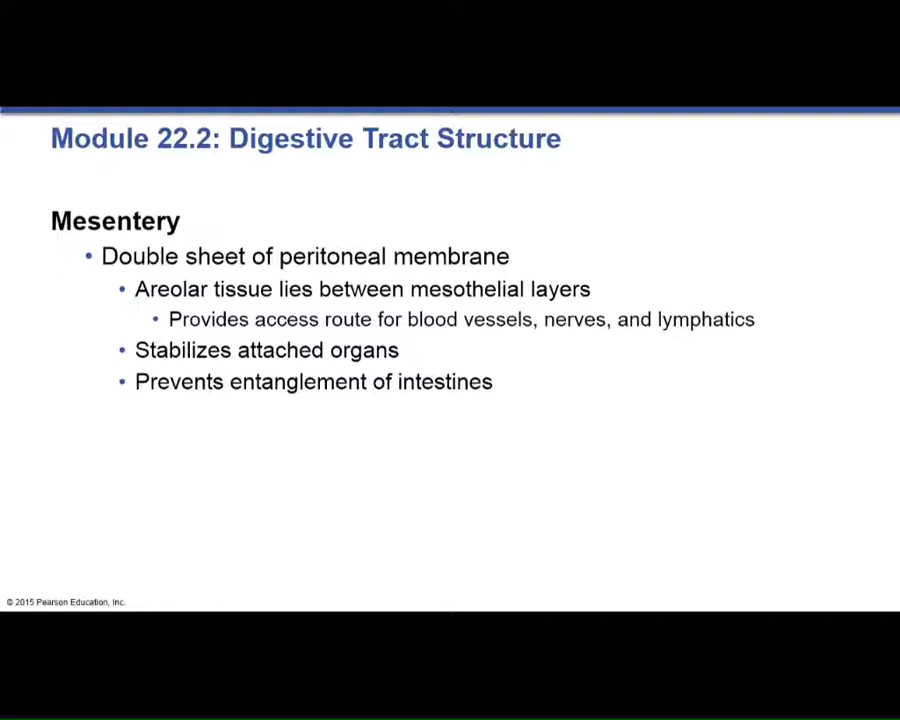 Module 22.2: Digestive Tract Structure
Mesentery
• Double sheet of peritoneal membrane
• Areolar tissue lies between mesothelial layers
• Provides access route for blood vessels, nerves, and lymphatics
• Stabilizes attached organs
• Prevents entanglement of intestines
© 2015 Pearson Education, Inc.